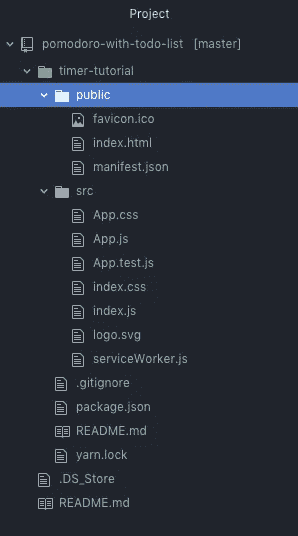 Project
pomodoro-with-todo-list [master]
timer-tutorial
public
favicon.ico
index.html
manifest.json
src
App.css
App.js
App.test.js
index.css
index.js
logo.svg
serviceWorker.js
.gitignore
package.json
README.md
yarn.lock
.DS_Store
README.md